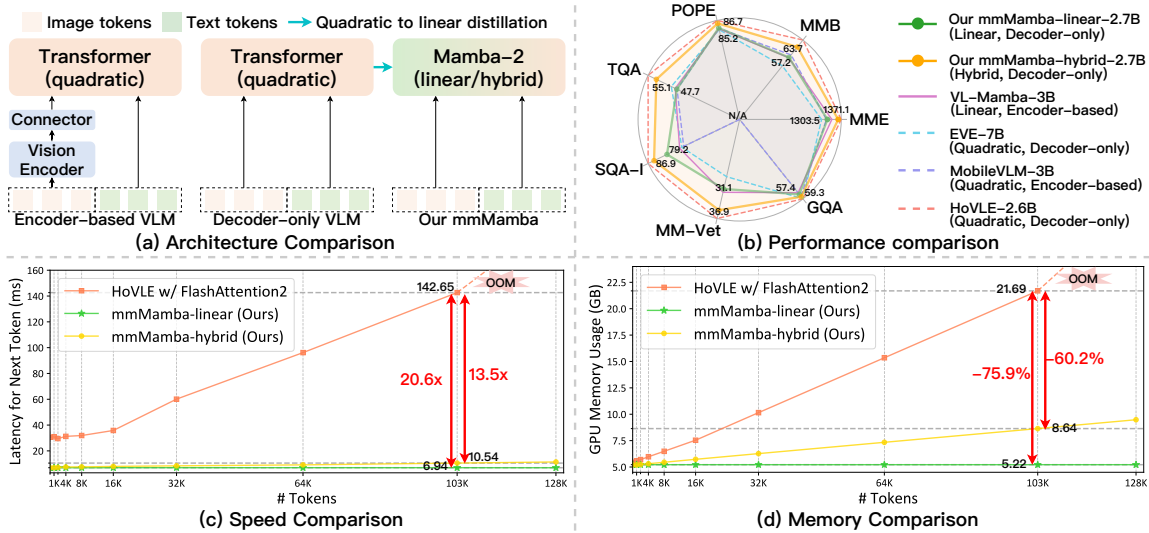 Image tokens Text tokens Quadratic to linear distillation
Transformer
(quadratic)
Transformer
(quadratic)
Mamba-2
(linear/hybrid)
Connector
Vision
Encoder
Encoder-based VLM
Decoder-only VLM
Our mmMamba
(a) Architecture Comparison
POPE
MMB
MME
GQA
MM-Vet
SQA-I
TQA
86.7
85.2
63.7
57.2
1371.1
1303.5
59.3
57.4
31.1
36.9
79.2
86.9
55.1
47.7
N/A
Our mmMamba-linear-2.7B
(Linear, Decoder-only)
Our mmMamba-hybrid-2.7B
(Hybrid, Decoder-only)
VL-Mamba-3B
(Linear, Encoder-based)
EVE-7B
(Quadratic, Decoder-only)
MobileVLM-3B
(Quadratic, Encoder-based)
HoVLE-2.6B
(Quadratic, Decoder-only)
(b) Performance comparison
Latency for Next Token (ms)
160
140
120
100
80
60
40
20
HoVLE w/ FlashAttention2
mmMamba-linear (Ours)
mmMamba-hybrid (Ours)
142.65
OOM
20.6x
13.5x
10.54
6.94
1K 4K 8K 16K 32K 64K 103K 128K
# Tokens
(c) Speed Comparison
GPU Memory Usage (GB)
22.5
20.0
17.5
15.0
12.5
10.0
7.5
5.0
HoVLE w/ FlashAttention2
mmMamba-linear (Ours)
mmMamba-hybrid (Ours)
21.69
OOM
−75.9%
−60.2%
8.64
5.22
1K 4K 8K 16K 32K 64K 103K 128K
# Tokens
(d) Memory Comparison